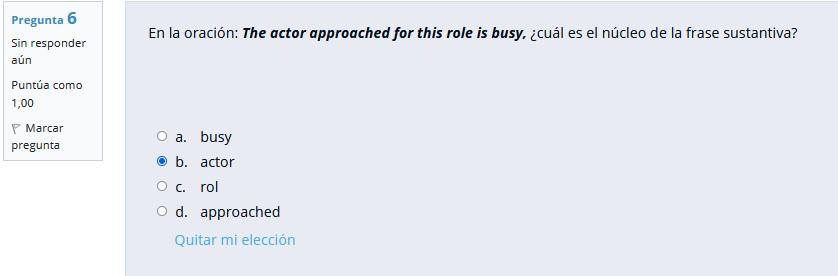 Pregunta 6
Sin responder
aún
Puntúa como
1,00
Marcar
pregunta
En la oración: The actor approached for this role is busy, ¿cuál es el núcleo de la frase sustantiva?
a. busy
b. actor
c. rol
d. approached
Quitar mi elección